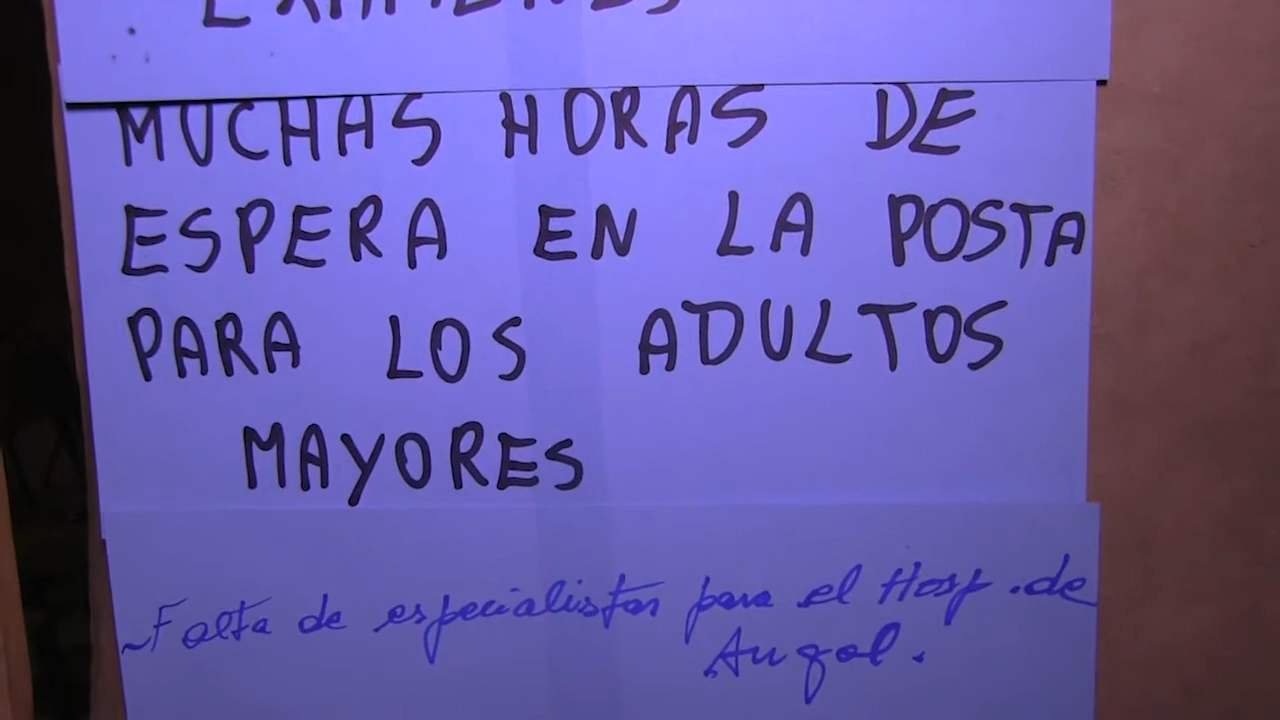 EXAMENES
MUCHAS HORAS DE
ESPERA EN LA POSTA
PARA LOS ADULTOS
MAYORES
~Falta de especialistas para el Hosp. de
Angol.